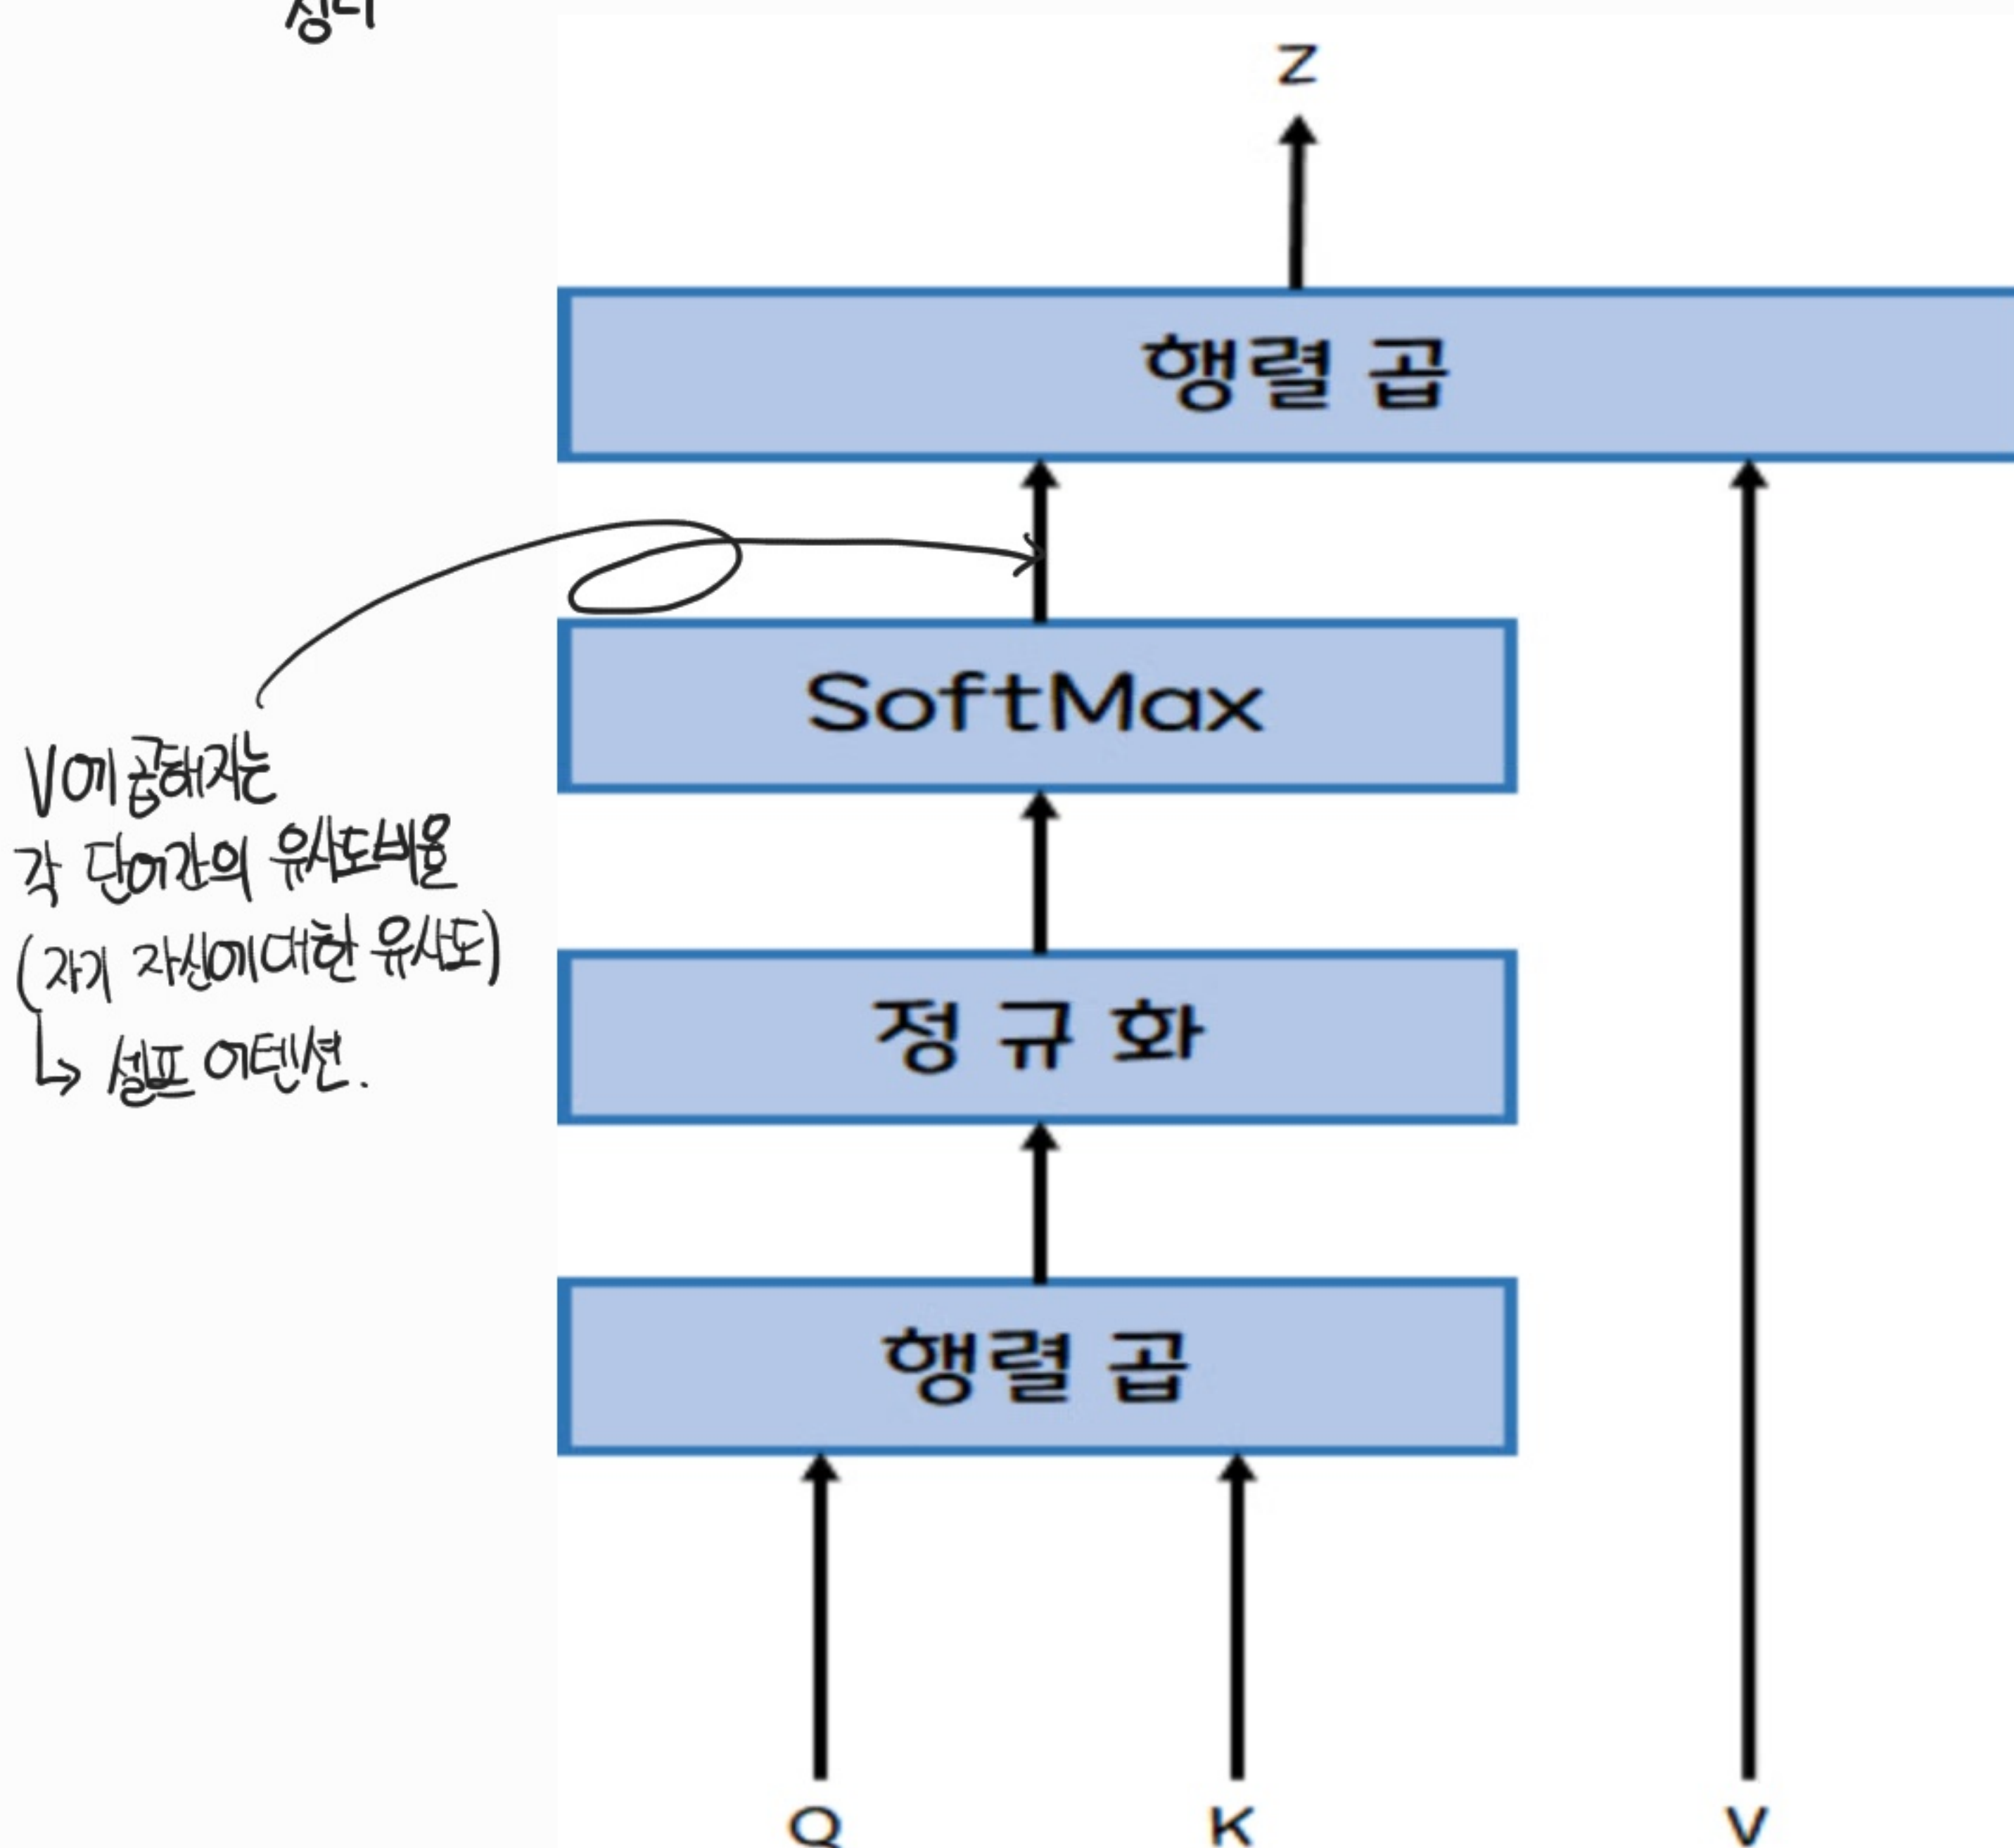 정리
Z
행렬 곱
SoftMax
V에 곱해지는
각 단어간의 유사도비율
(자기 자신에대한 유사도)
↳ 셀프 어텐션.
정 규 화
행렬 곱
Q K V